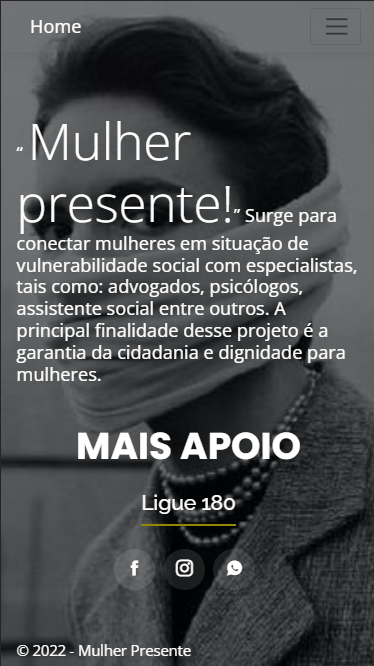 Home
“ Mulher
presente!” Surge para
conectar mulheres em situação de
vulnerabilidade social com especialistas,
tais como: advogados, psicólogos,
assistente social entre outros. A
principal finalidade desse projeto é a
garantia da cidadania e dignidade para
mulheres.
MAIS APOIO
Ligue 180
© 2022 - Mulher Presente